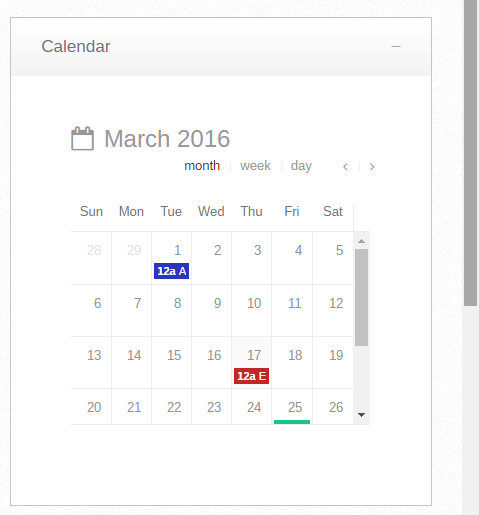 Calendar
March 2016
month week day
Sun Mon Tue Wed Thu Fri Sat
28 29 1 2 3 4 5
12a A
6 7 8 9 10 11 12
13 14 15 16 17 18 19
12a E
20 21 22 23 24 25 26